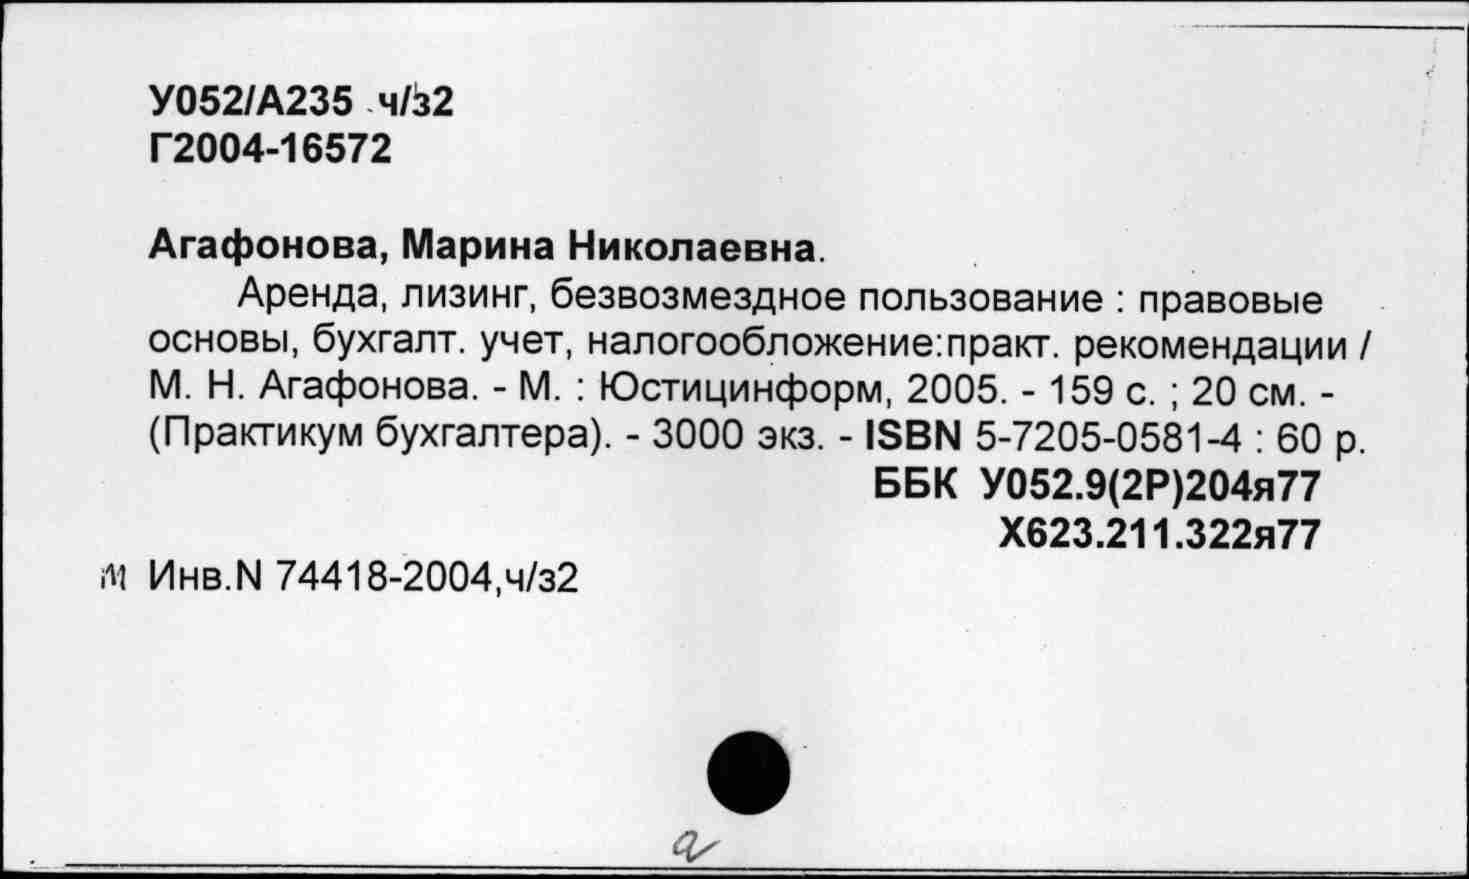 У052/А235 ч/з2
Г2004-16572
Агафонова, Марина Николаевна.
Аренда, лизинг, безвозмездное пользование : правовые
основы, бухгалт. учет, налогообложение:практ. рекомендации /
М. Н. Агафонова. - М. : Юстицинформ, 2005. - 159 с. ; 20 см. -
(Практикум бухгалтера). - 3000 экз. - ISBN 5-7205-0581-4 : 60 р.
ББК У052.9(2Р)204я77
Х623.211.322я77
Инв.N 74418-2004,ч/з2